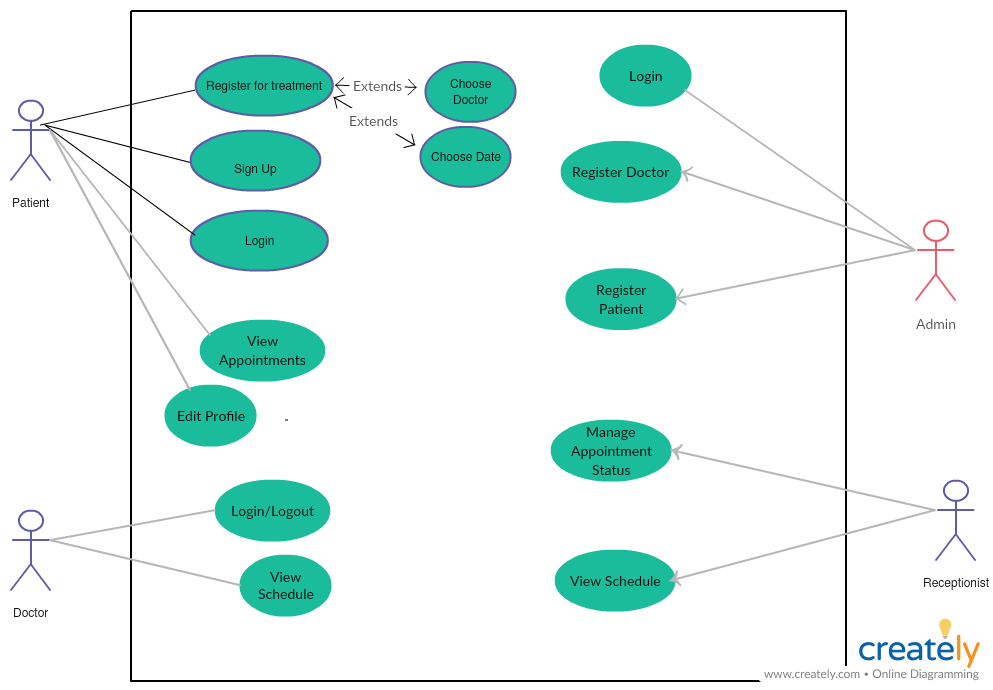 Register for treatment
Extends
Choose
Doctor
Extends
Choose Date
Sign Up
Login
View
Appointments
Edit Profile
-
Login/Logout
View
Schedule
Patient
Doctor
Login
Register Doctor
Register
Patient
Manage
Appointment
Status
View Schedule
Admin
Receptionist
creately
www.creately.com • Online Diagramming